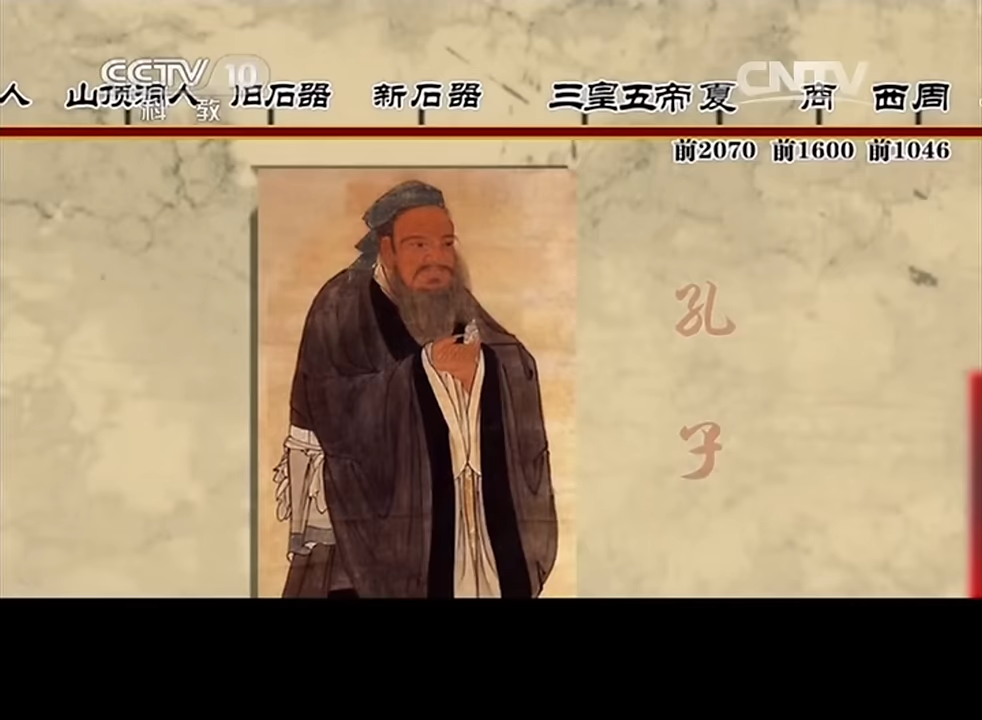 CCTV 10
科教
CNTV
人 山顶洞人 旧石器 新石器 三皇五帝 夏 商 西周
前2070 前1600 前1046
孔
子